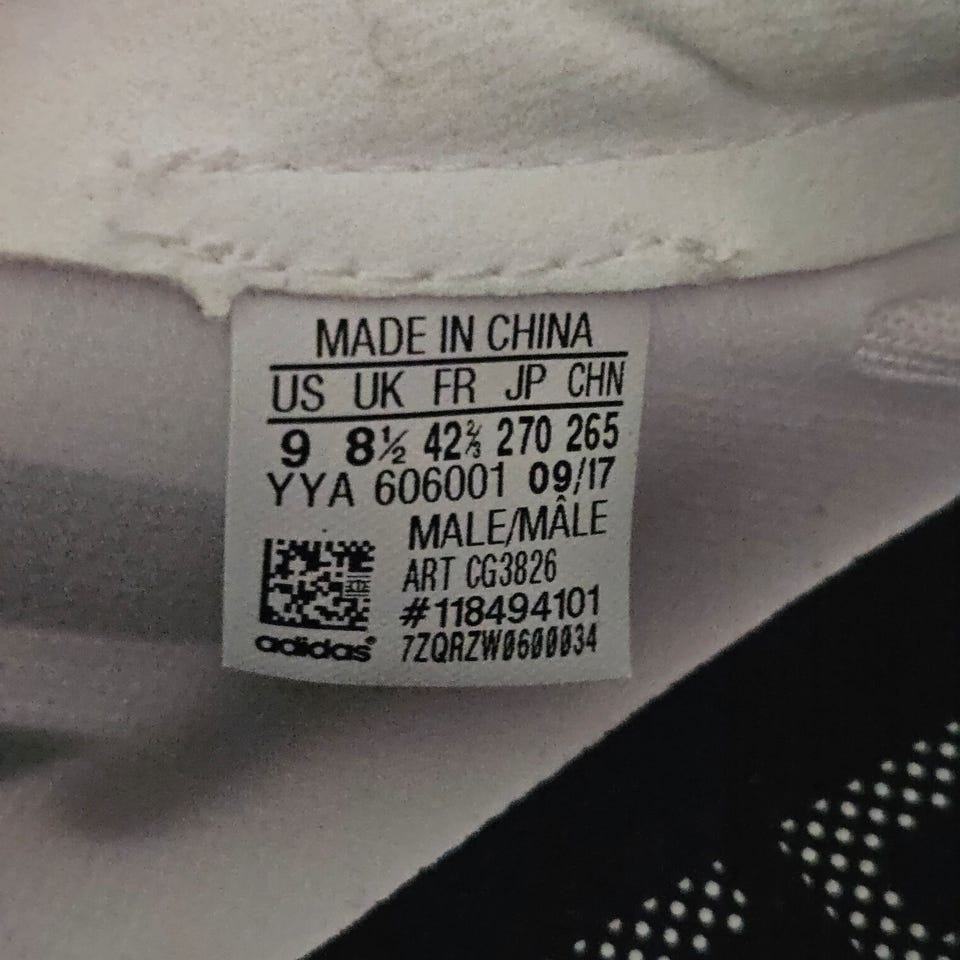 MADE IN CHINA
US UK FR JP CHN
9 8½ 42⅔ 270 265
YYA 606001 09/17
MALE/MÂLE
ART CG3826
#118494101
adidas® 7ZQRZW0600034